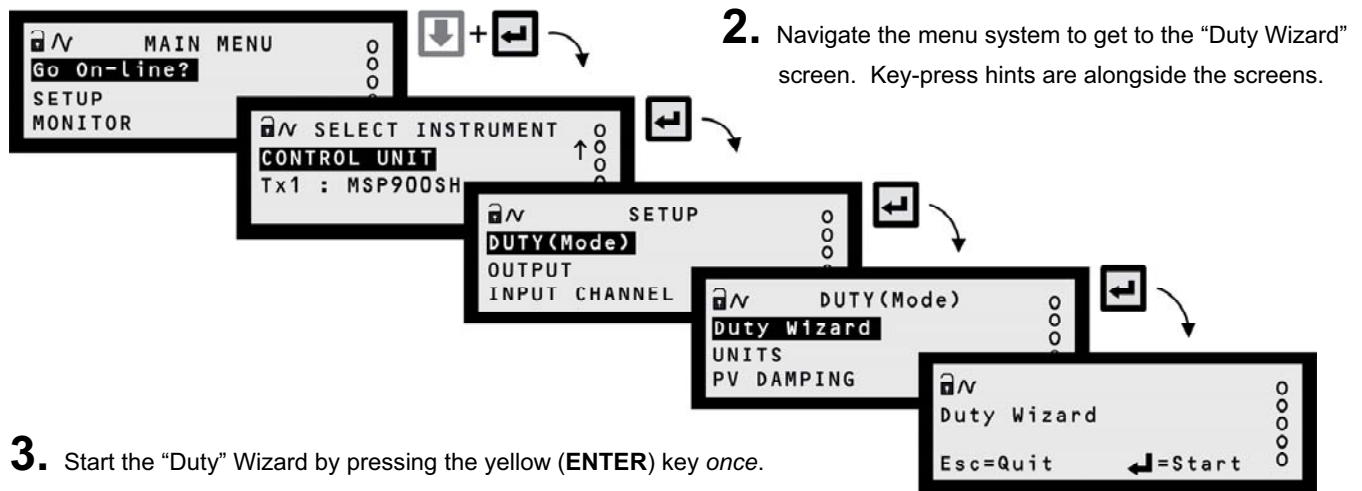 MAIN MENU
Go On-line?
SETUP
MONITOR
+
2. Navigate the menu system to get to the “Duty Wizard”
screen. Key-press hints are alongside the screens.
SELECT INSTRUMENT
CONTROL UNIT
Tx1 : MSP900SH
SETUP
DUTY(Mode)
OUTPUT
INPUT CHANNEL
DUTY(Mode)
Duty Wizard
UNITS
PV DAMPING
Duty Wizard
Esc=Quit ↵=Start
3. Start the “Duty” Wizard by pressing the yellow (ENTER) key once.